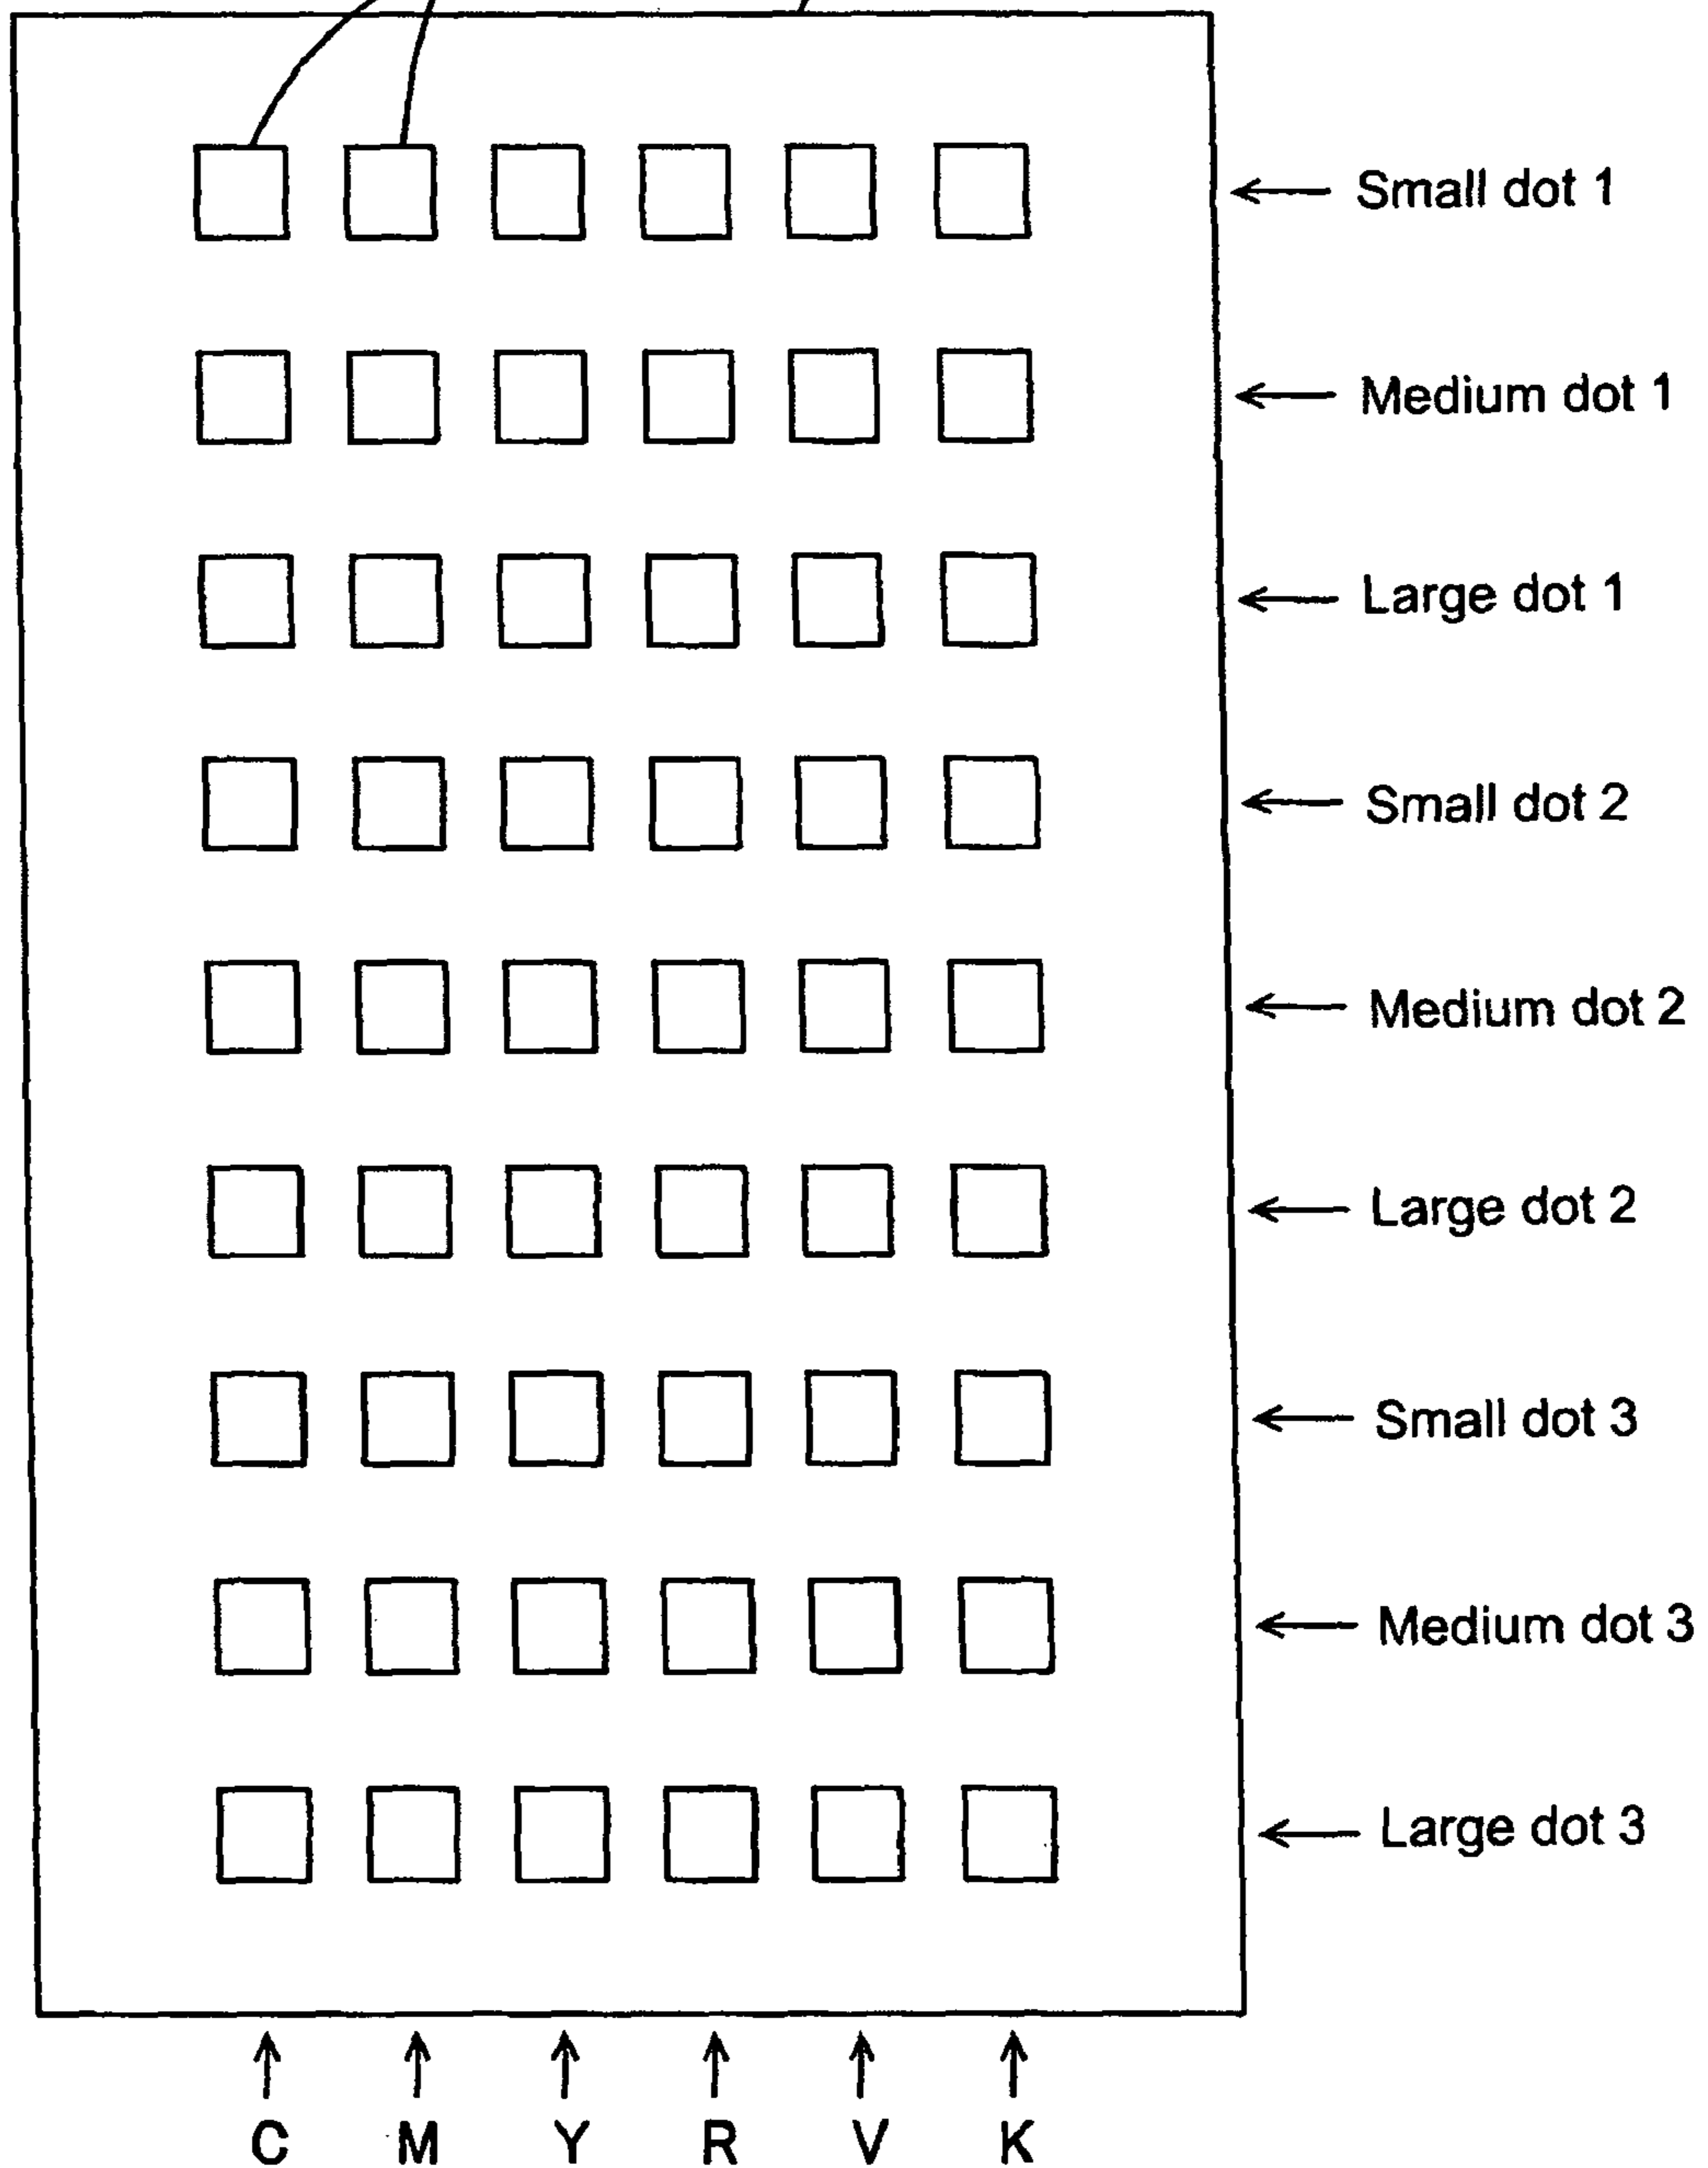 Small dot 1
Medium dot 1
Large dot 1
Small dot 2
Medium dot 2
Large dot 2
Small dot 3
Medium dot 3
Large dot 3
C M Y R V K